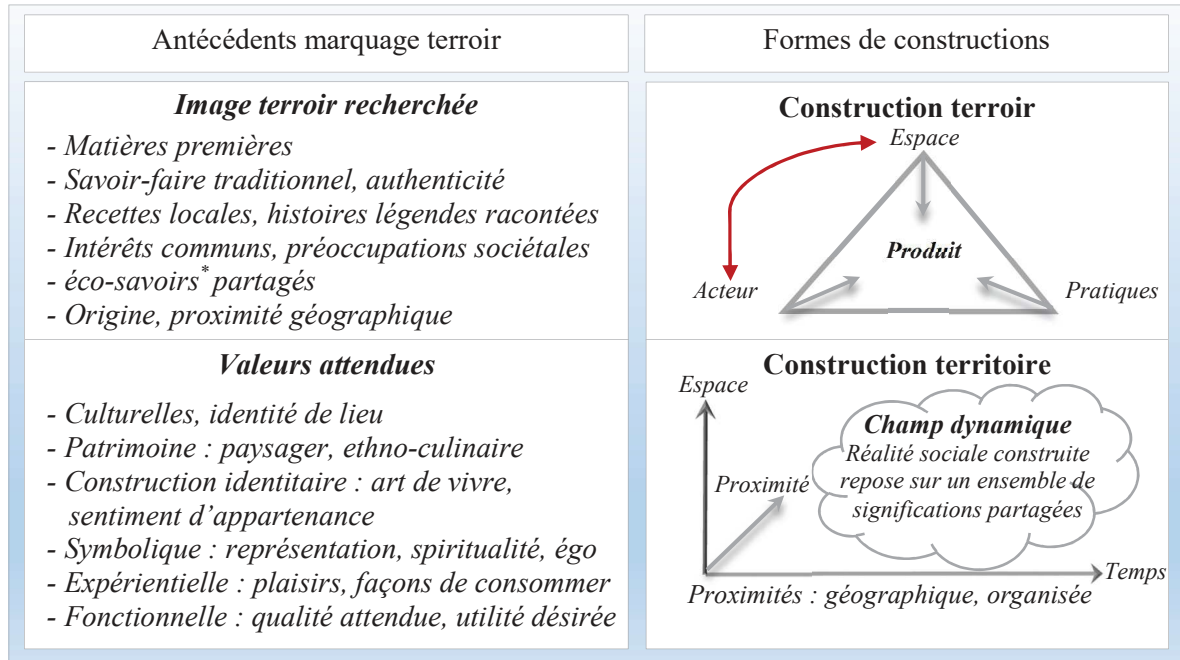 Antécédents marquage terroir
Formes de constructions
Image terroir recherchée
- Matières premières
- Savoir-faire traditionnel, authenticité
- Recettes locales, histoires légendes racontées
- Intérêts communs, préoccupations sociétales
- éco-savoirs* partagés
- Origine, proximité géographique
Construction terroir
Espace
Produit
Acteur
Pratiques
Valeurs attendues
- Culturelles, identité de lieu
- Patrimoine : paysager, ethno-culinaire
- Construction identitaire : art de vivre,
sentiment d’appartenance
- Symbolique : représentation, spiritualité, égo
- Expérientielle : plaisirs, façons de consommer
- Fonctionnelle : qualité attendue, utilité désirée
Construction territoire
Espace
Champ dynamique
Réalité sociale construite
repose sur un ensemble de
significations partagées
Proximité
Temps
Proximités : géographique, organisée